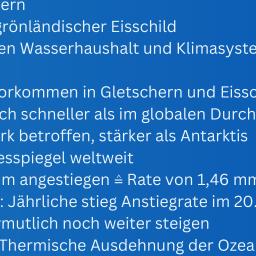 ern
grönländischer Eisschild
en Wasserhaushalt und Klimasyste
orkommen in Gletschern und Eissc
ch schneller als im globalen Durch
rk betroffen, stärker als Antarktis
esspiegel weltweit
m angestiegen ≙ Rate von 1,46 mm
: Jährliche stieg Anstiegrate im 20.
rmutlich noch weiter steigen
Thermische Ausdehnung der Ozea